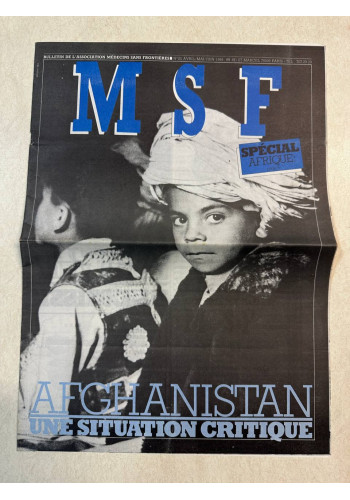 BULLETIN DE L'ASSOCIATION MÉDECINS SANS FRONTIÈRES
MSF
SPÉCIAL
AFRIQUE
AFGHANISTAN
UNE SITUATION CRITIQUE